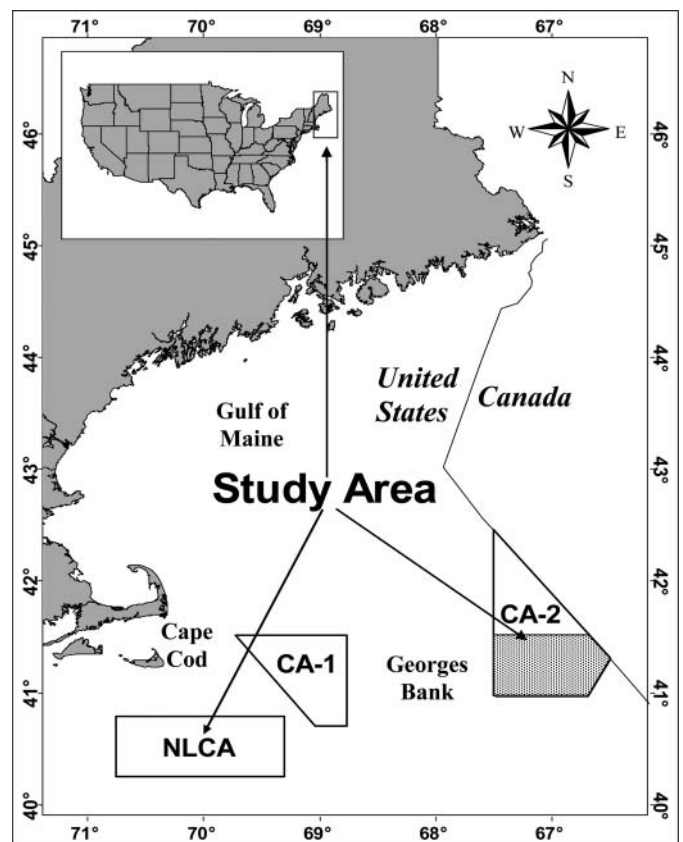 71° 70° 69° 68° 67°
46° 46°
45° 45°
44° 44°
43° 43°
42° 42°
41° 41°
40° 40°
N
W E
S
United
States
Canada
Gulf of
Maine
Study Area
CA-2
Cape
Cod
CA-1
Georges
Bank
NLCA
71° 70° 69° 68° 67°